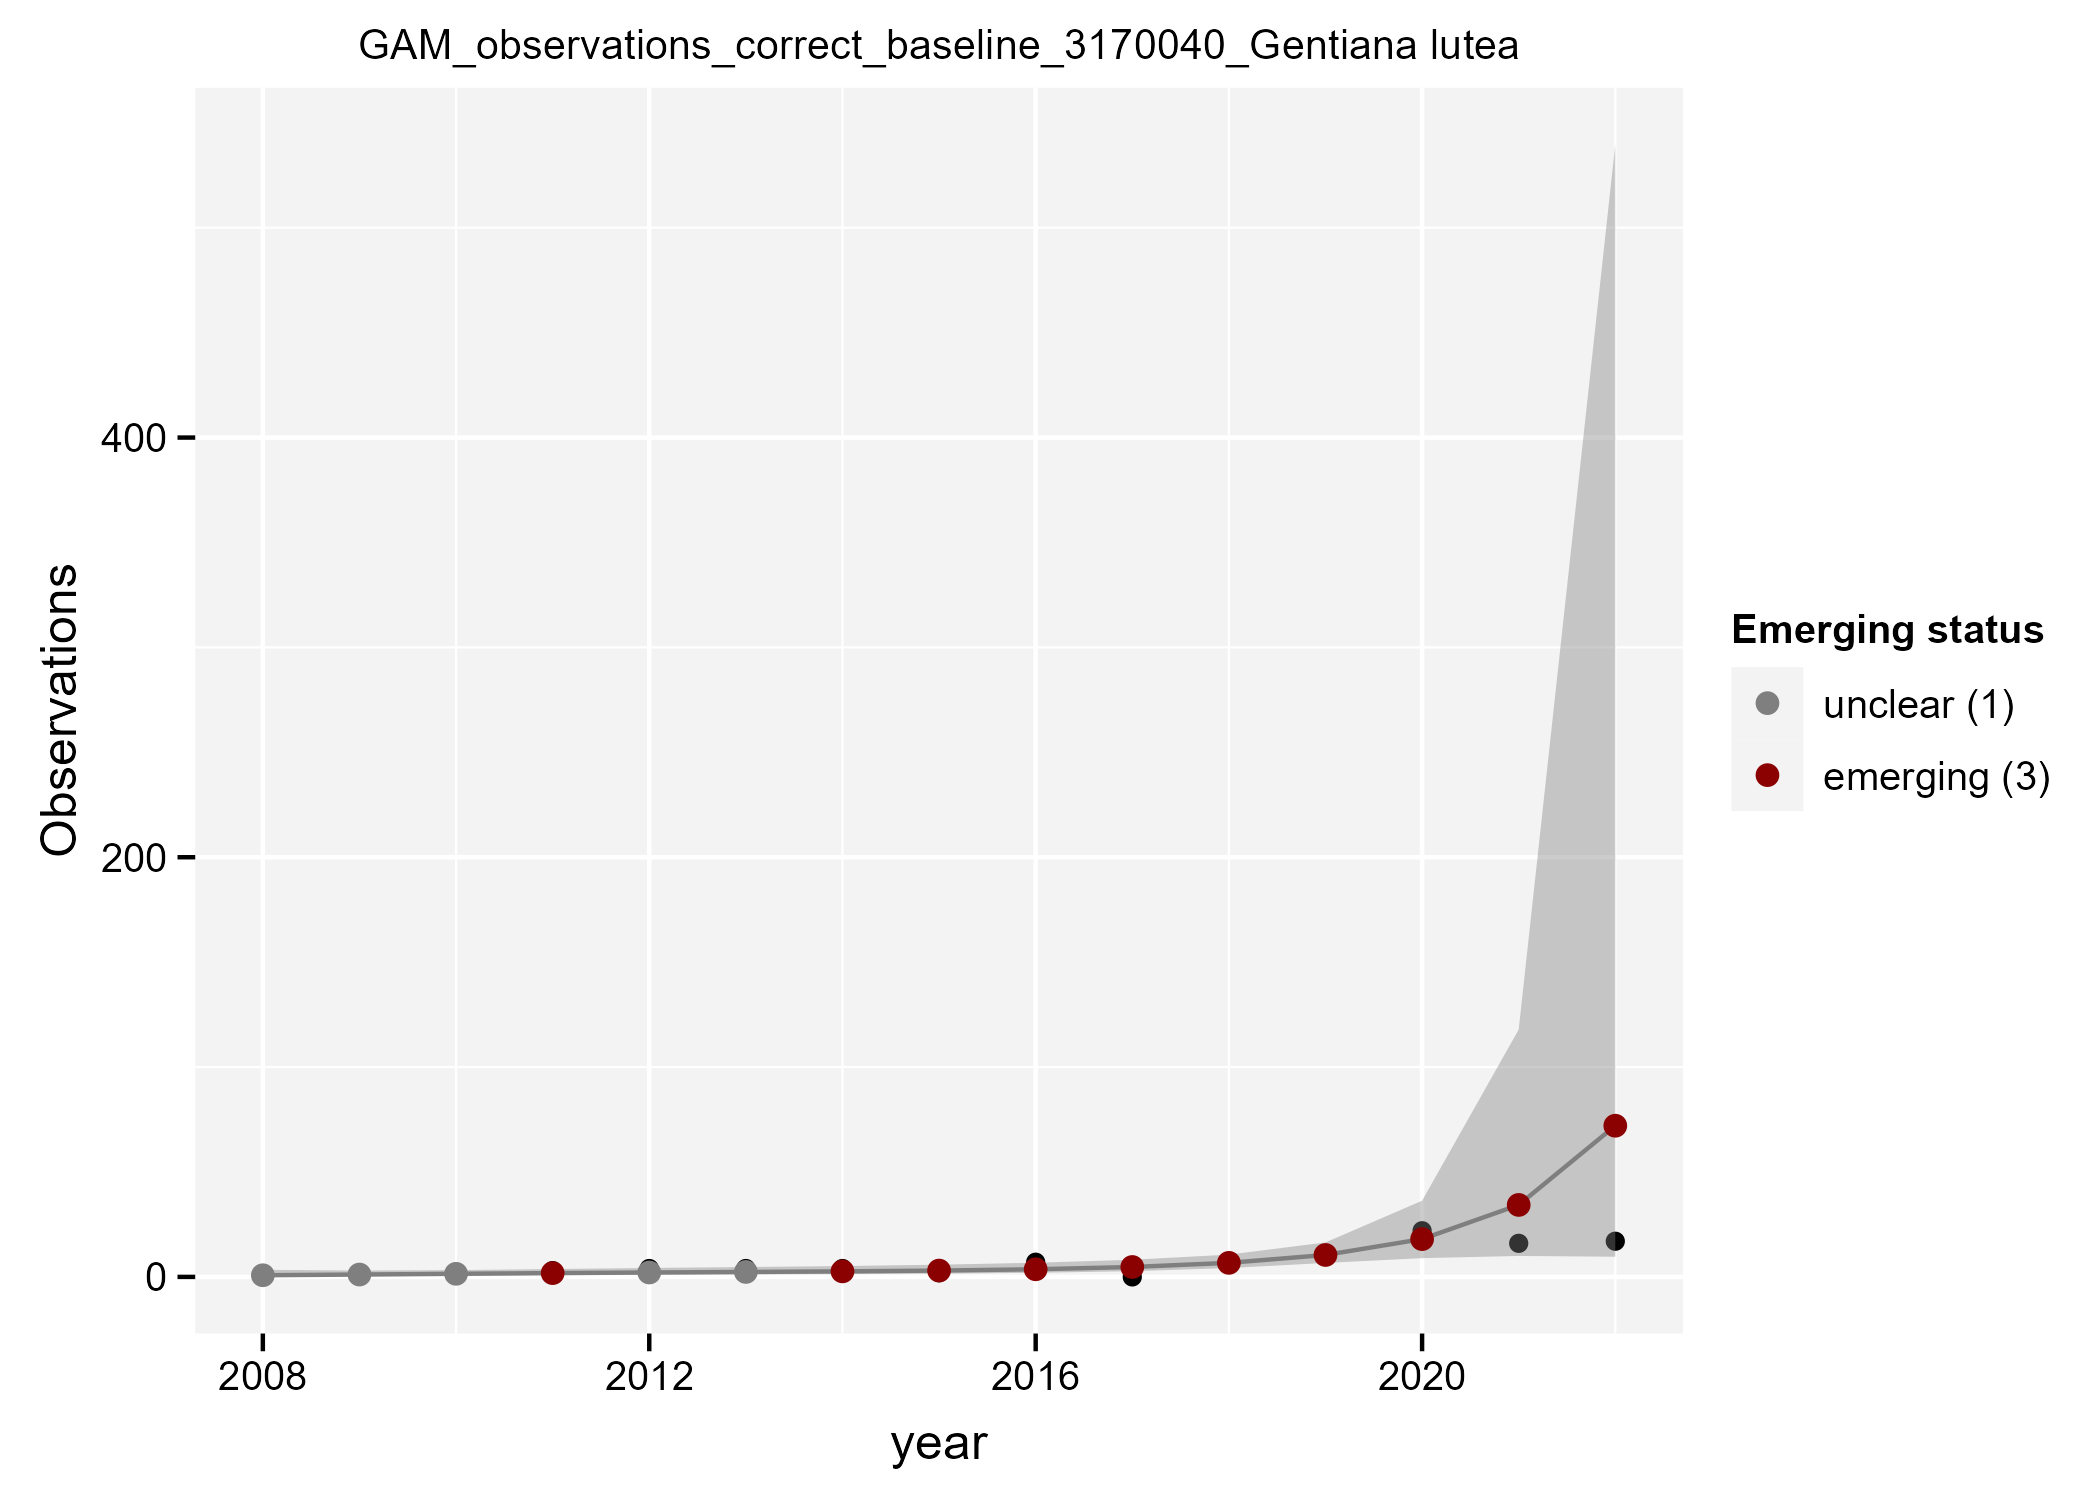 GAM_observations_correct_baseline_3170040_Gentiana lutea
Observations
400
200
0
2008
2012
2016
2020
year
Emerging status
unclear (1)
emerging (3)